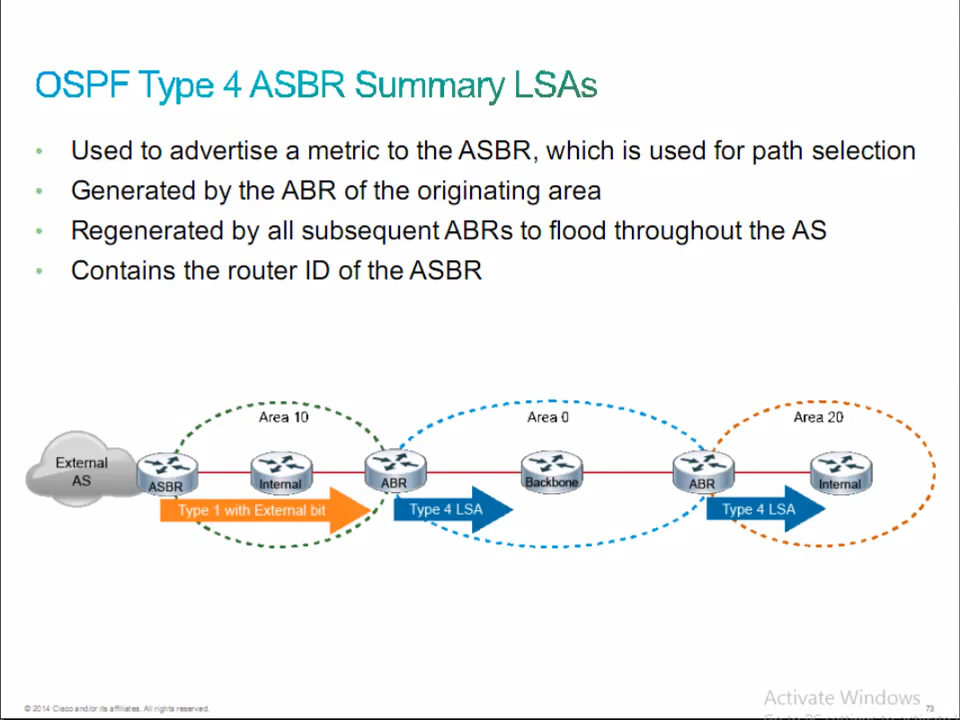 OSPF Type 4 ASBR Summary LSAs
• Used to advertise a metric to the ASBR, which is used for path selection
• Generated by the ABR of the originating area
• Regenerated by all subsequent ABRs to flood throughout the AS
• Contains the router ID of the ASBR
Area 10
Area 0
Area 20
External
AS
ASBR
Internal
ABR
Backbone
ABR
Internal
Type 1 with External bit
Type 4 LSA
Type 4 LSA
© 2014 Cisco and/or its affiliates. All rights reserved.
Activate Windows
73